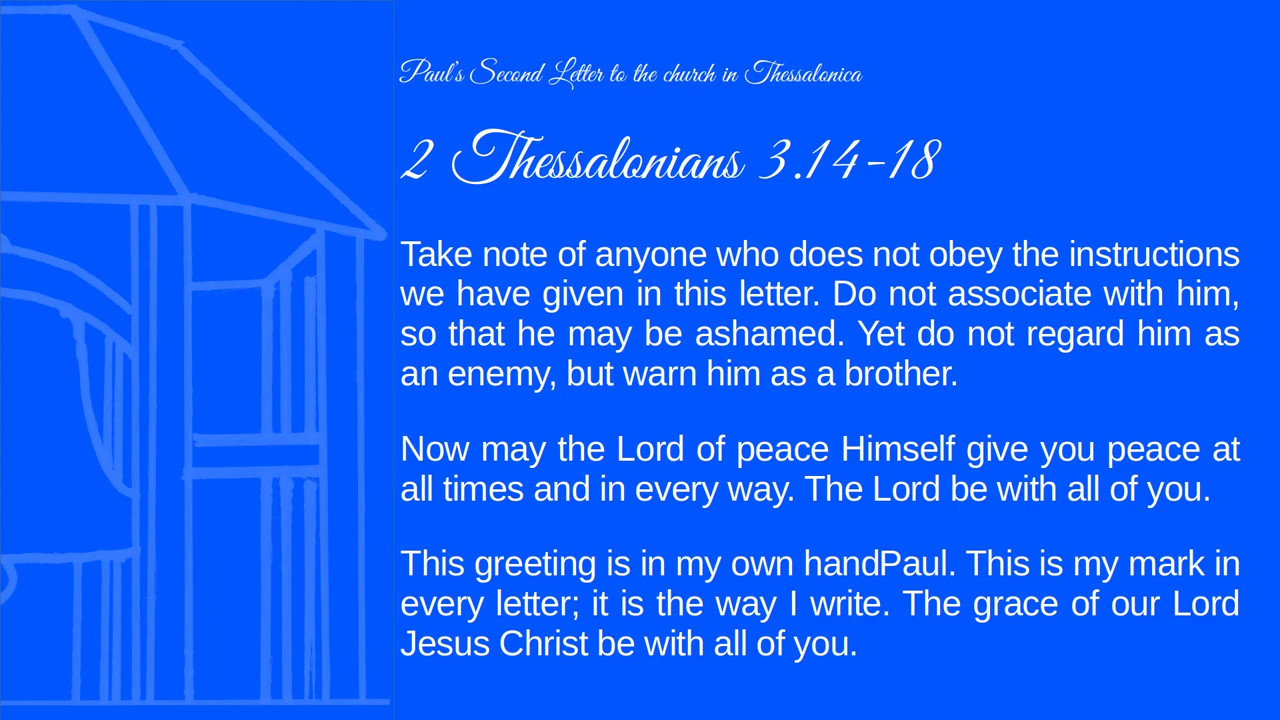 Paul's Second Letter to the church in Thessalonica
2 Thessalonians 3.14-18
Take note of anyone who does not obey the instructions
we have given in this letter. Do not associate with him,
so that he may be ashamed. Yet do not regard him as
an enemy, but warn him as a brother.
Now may the Lord of peace Himself give you peace at
all times and in every way. The Lord be with all of you.
This greeting is in my own handPaul. This is my mark in
every letter; it is the way I write. The grace of our Lord
Jesus Christ be with all of you.